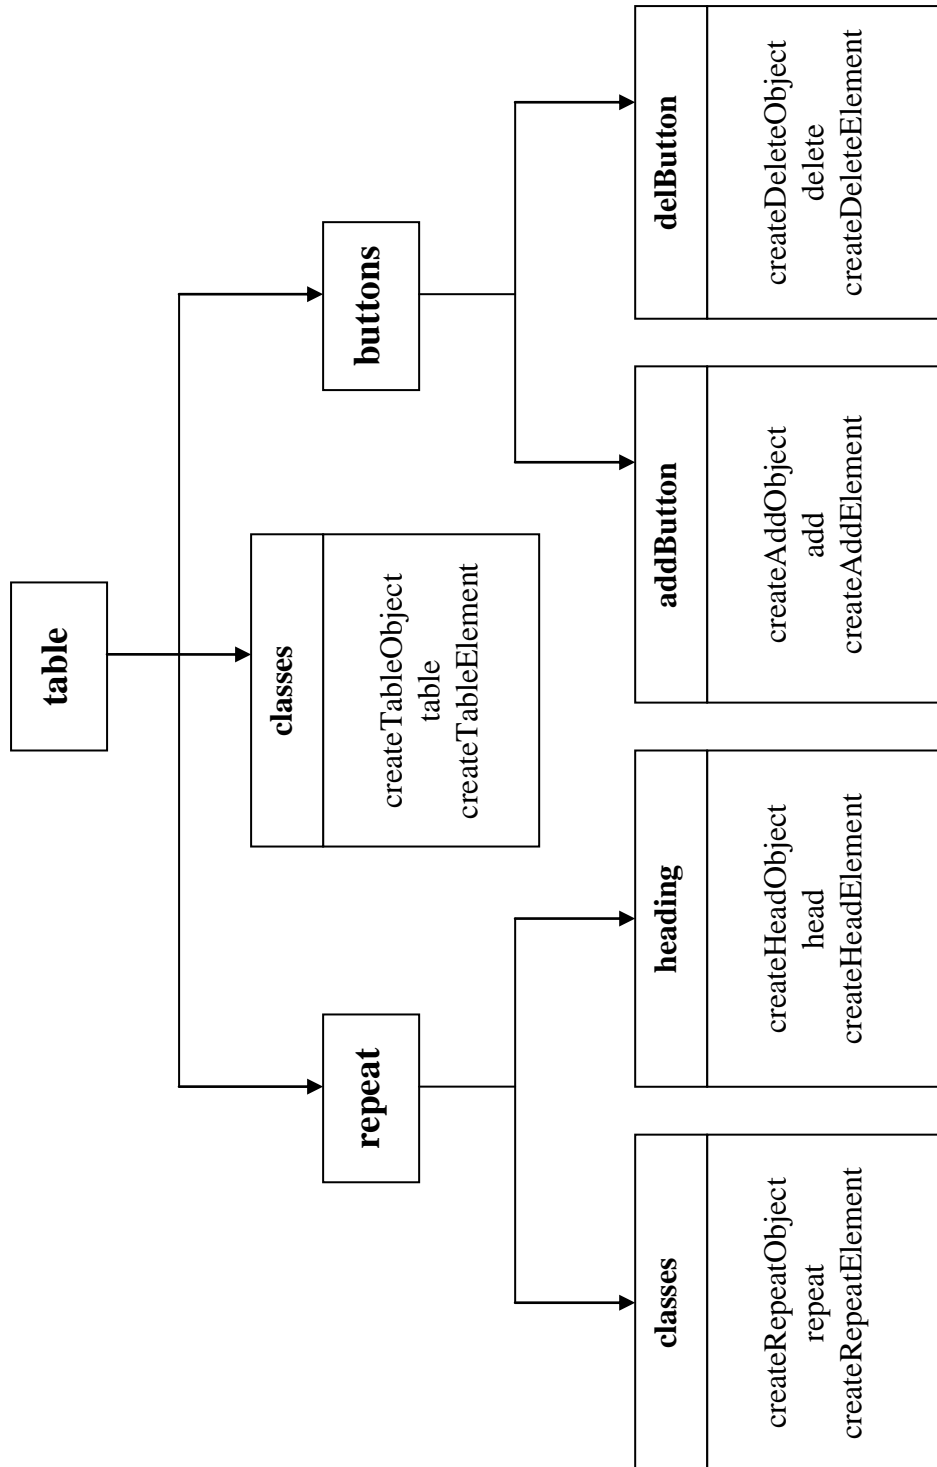 table
repeat
classes
createTableObject
table
createTableElement
buttons
classes
createRepeatObject
repeat
createRepeatElement
heading
createHeadObject
head
createHeadElement
addButton
createAddObject
add
createAddElement
delButton
createDeleteObject
delete
createDeleteElement